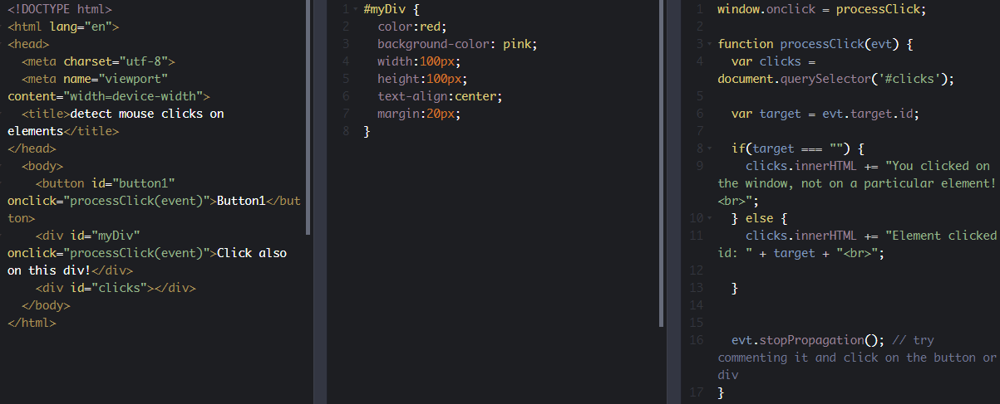 <!DOCTYPE html>
<html lang="en">
<head>
<meta charset="utf-8">
<meta name="viewport"
content="width=device-width">
<title>detect mouse clicks on
elements</title>
</head>
<body>
<button id="button1"
onclick="processClick(event)">Button1</but
ton>
<div id="myDiv"
onclick="processClick(event)">Click also
on this div!</div>
<div id="clicks"></div>
</body>
</html>
1 #myDiv {
2 color:red;
3 background-color: pink;
4 width:100px;
5 height:100px;
6 text-align:center;
7 margin:20px;
8 }
1 window.onclick = processClick;
2
3 function processClick(evt) {
4 var clicks =
document.querySelector('#clicks');
5
6 var target = evt.target.id;
7
8 if(target === "") {
9 clicks.innerHTML += "You clicked on
the window, not on a particular element!
<br>";
10 } else {
11 clicks.innerHTML += "Element clicked
id: " + target + "<br>";
12
13 }
14
15
16 evt.stopPropagation(); // try
commenting it and click on the button or
div
17 }